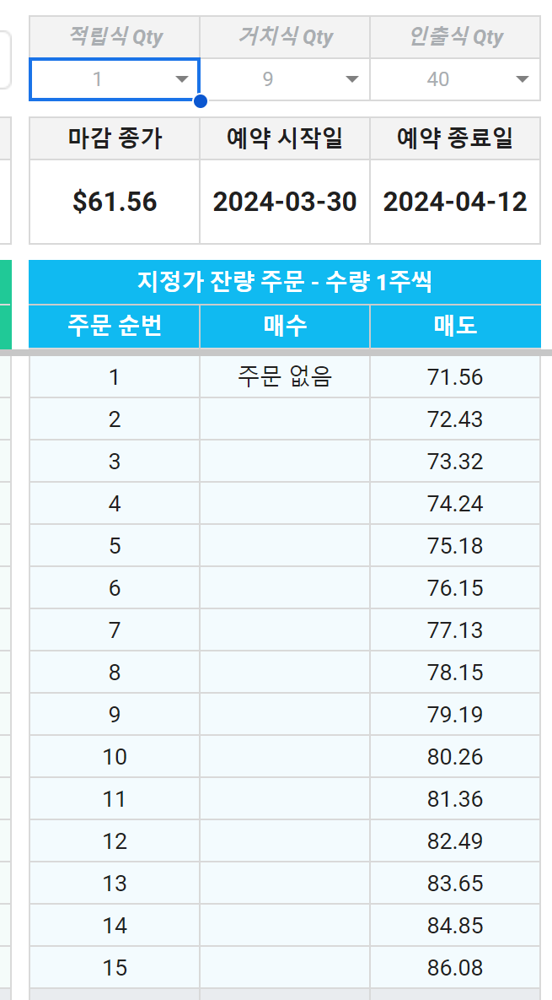 적립식 Qty 거치식 Qty 인출식 Qty
1 9 40
마감 종가 예약 시작일 예약 종료일
$61.56 2024-03-30 2024-04-12
지정가 잔량 주문 - 수량 1주씩
주문 순번 매수 매도
1 주문 없음 71.56
2 72.43
3 73.32
4 74.24
5 75.18
6 76.15
7 77.13
8 78.15
9 79.19
10 80.26
11 81.36
12 82.49
13 83.65
14 84.85
15 86.08